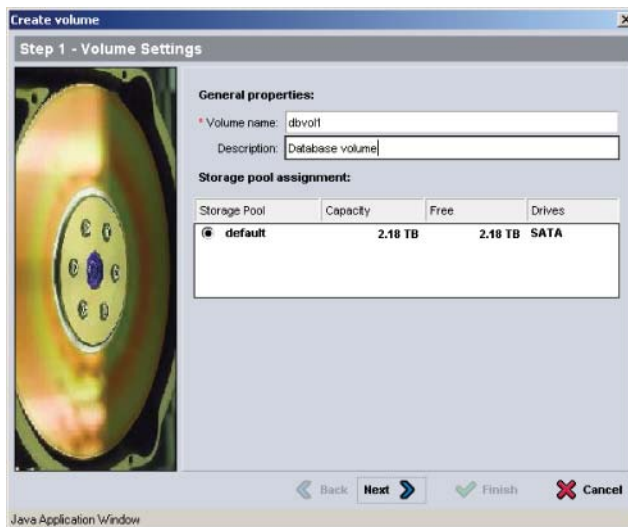 Create volume
Step 1 - Volume Settings
General properties:
* Volume name: dbvol1
Description: Database volume
Storage pool assignment:
Storage Pool Capacity Free Drives
default 2.18 TB 2.18 TB SATA
Back Next Finish Cancel
Java Application Window